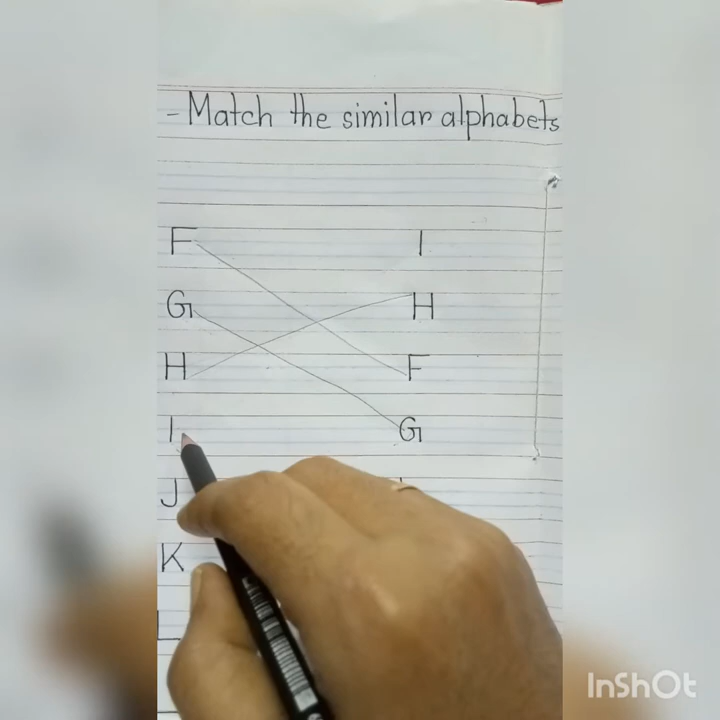 - Match the similar alphabets
F I
G H
H F
I G
J
K
L
InShOt